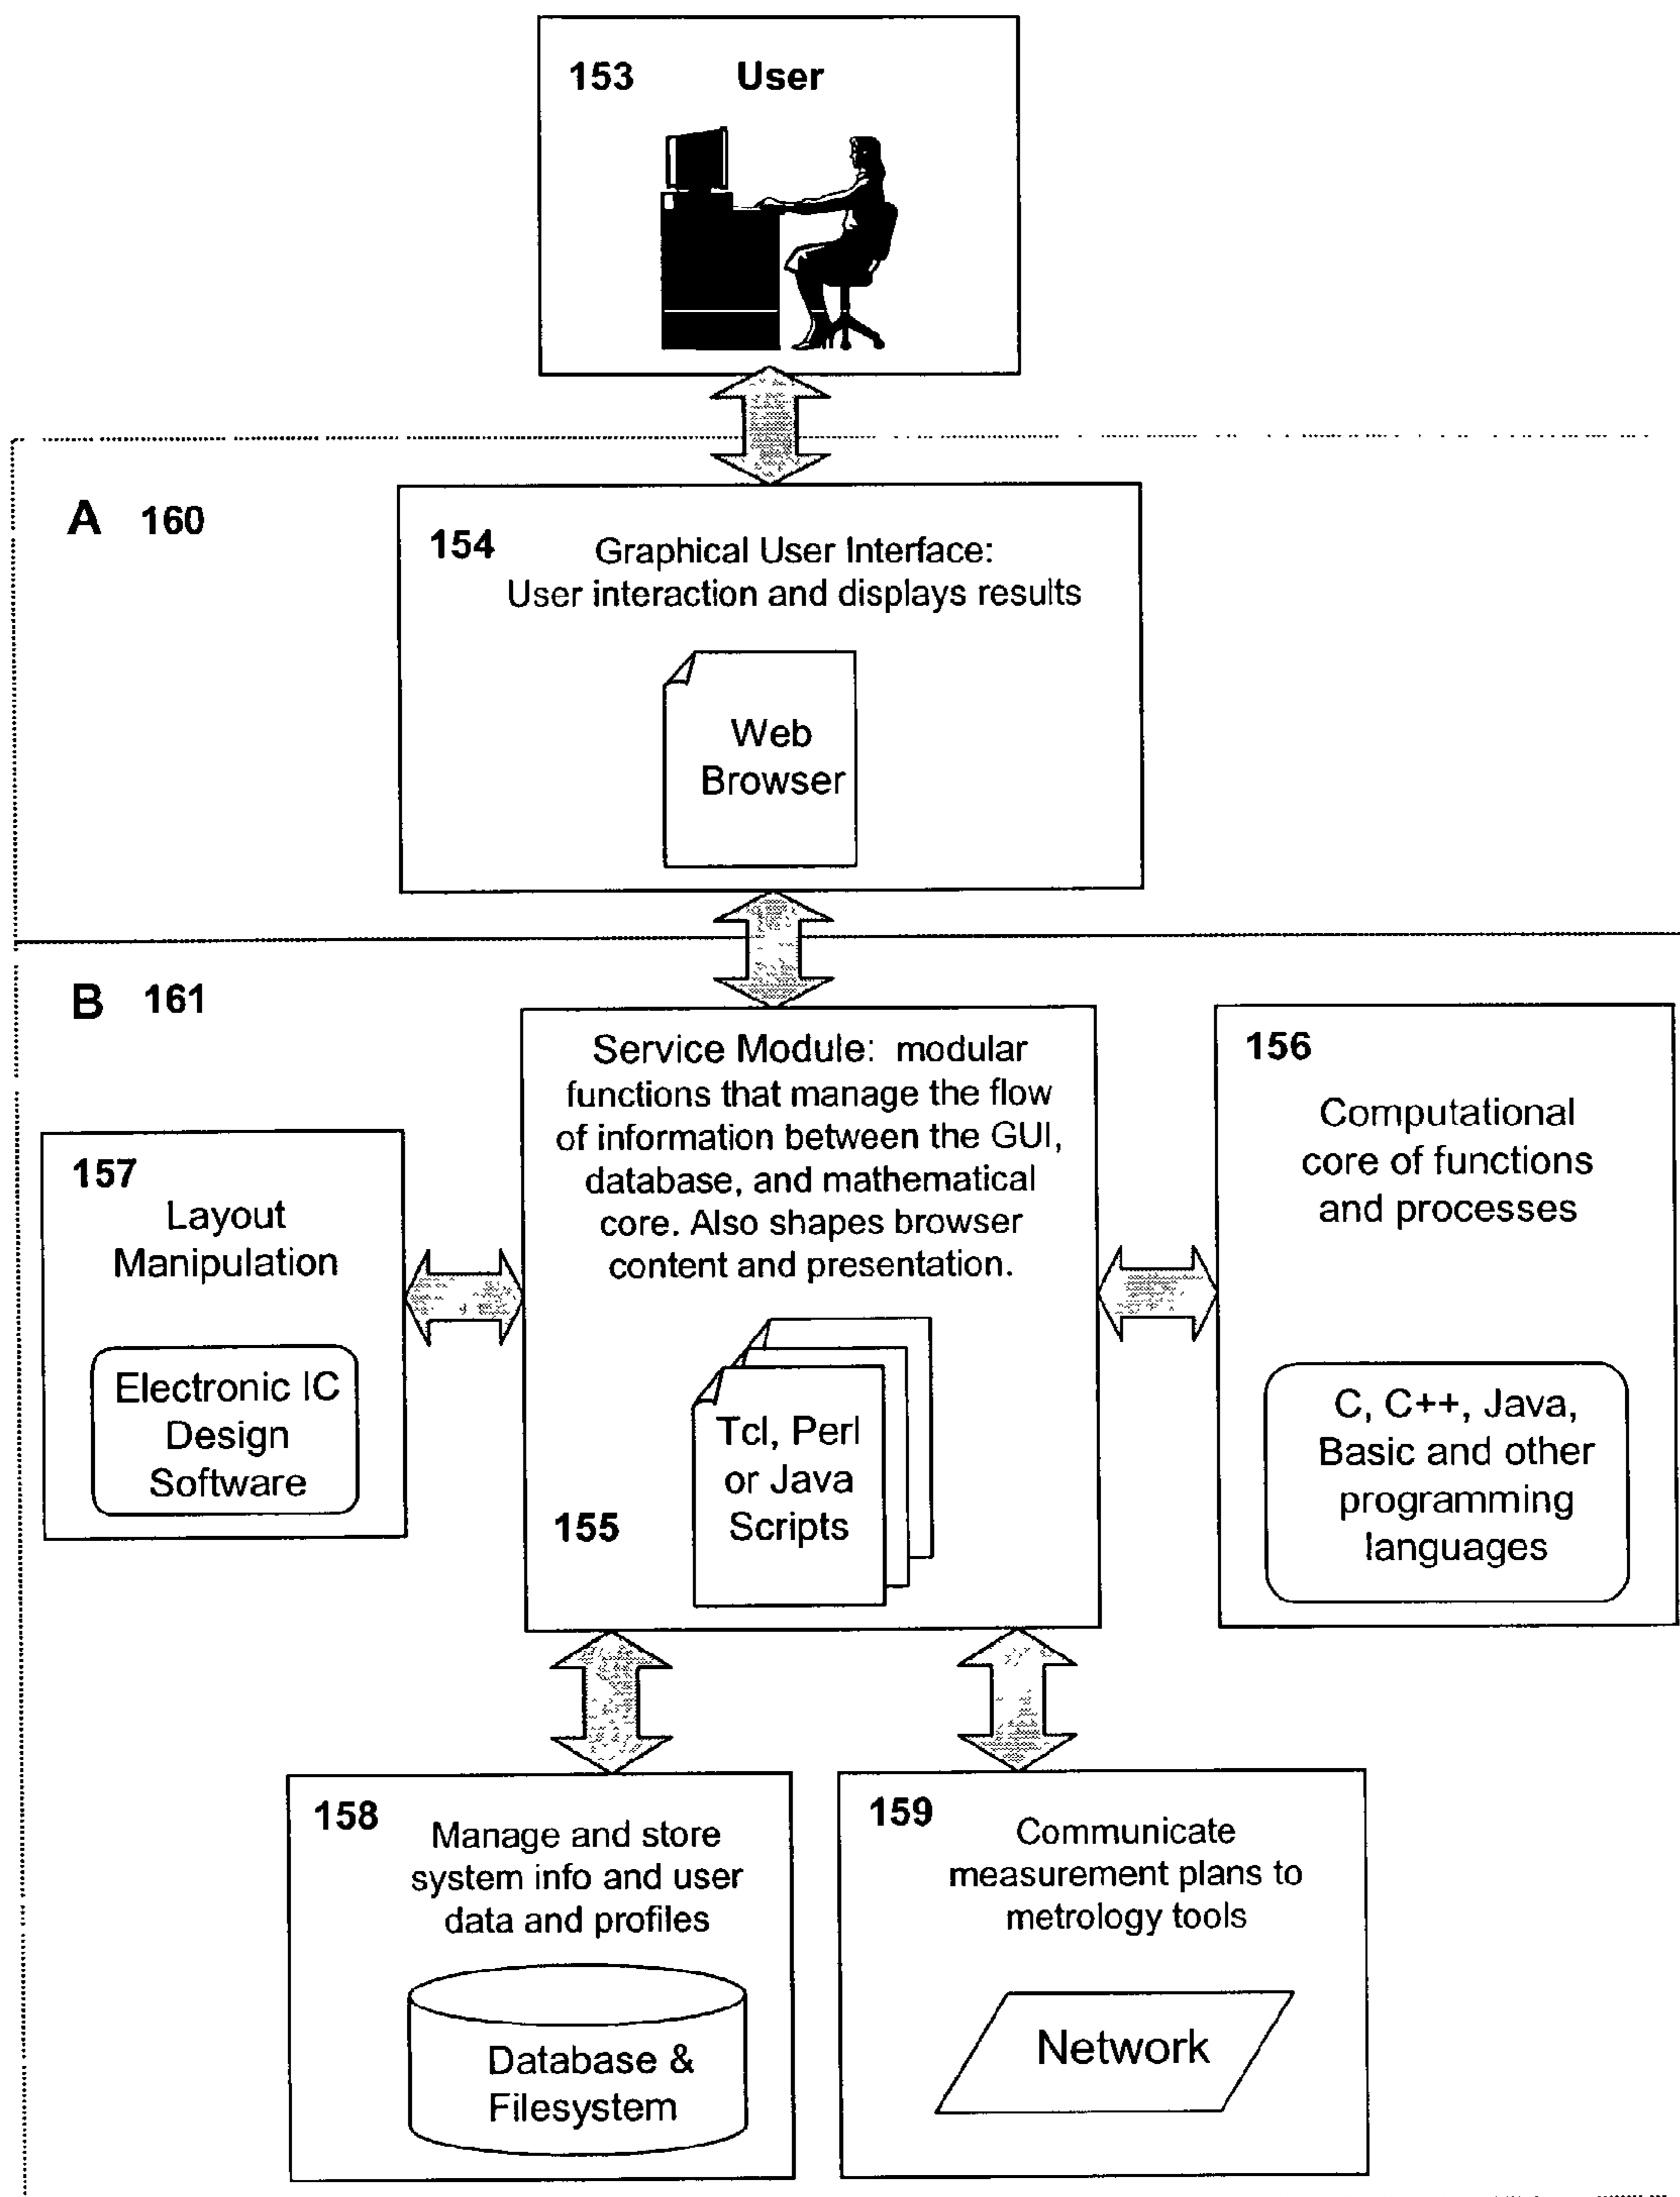 153 User
A 160
154 Graphical User Interface:
User interaction and displays results
Web
Browser
B 161
157
Layout
Manipulation
Electronic IC
Design
Software
Service Module: modular
functions that manage the flow
of information between the GUI,
database, and mathematical
core. Also shapes browser
content and presentation.
Tcl, Perl
or Java
Scripts
155
156
Computational
core of functions
and processes
C, C++, Java,
Basic and other
programming
languages
158
Manage and store
system info and user
data and profiles
Database &
Filesystem
159
Communicate
measurement plans to
metrology tools
Network